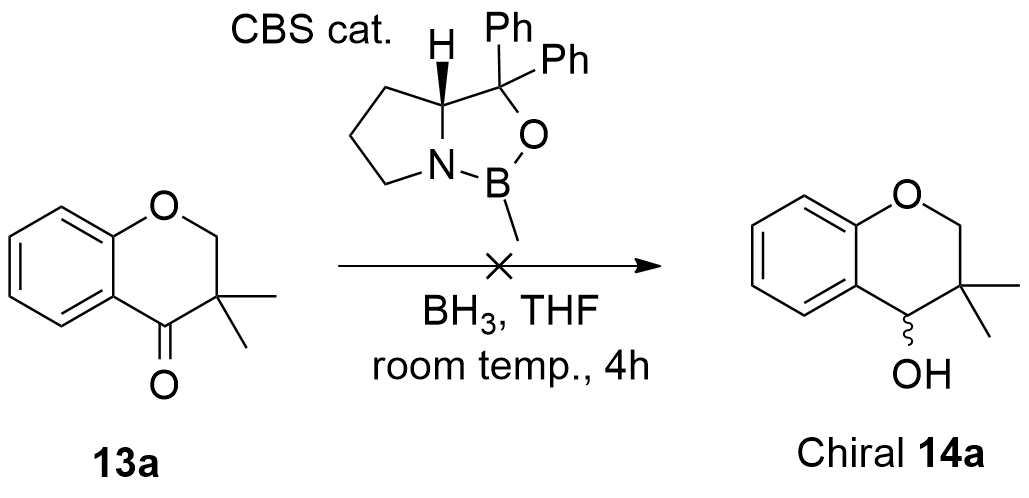 CBS cat.
H
Ph
Ph
O
N
B
O
O
BH3, THF
room temp., 4h
O
OH
13a
Chiral 14a